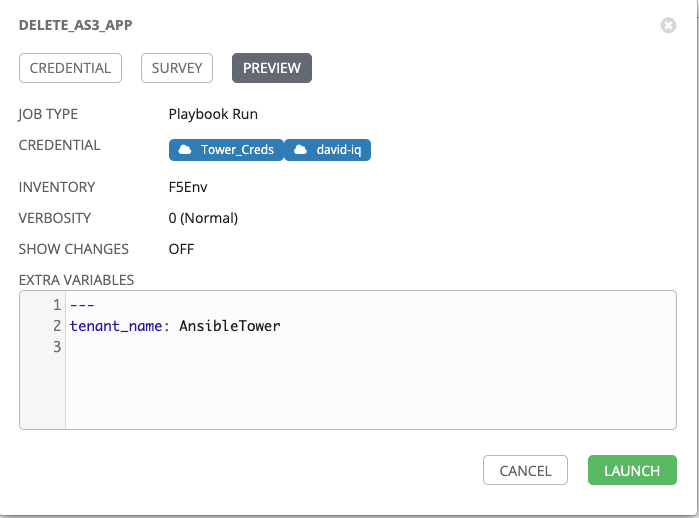 DELETE_AS3_APP
CREDENTIAL SURVEY PREVIEW
JOB TYPE Playbook Run
CREDENTIAL Tower_Creds david-iq
INVENTORY F5Env
VERBOSITY 0 (Normal)
SHOW CHANGES OFF
EXTRA VARIABLES
1 ---
2 tenant_name: AnsibleTower
3
CANCEL LAUNCH